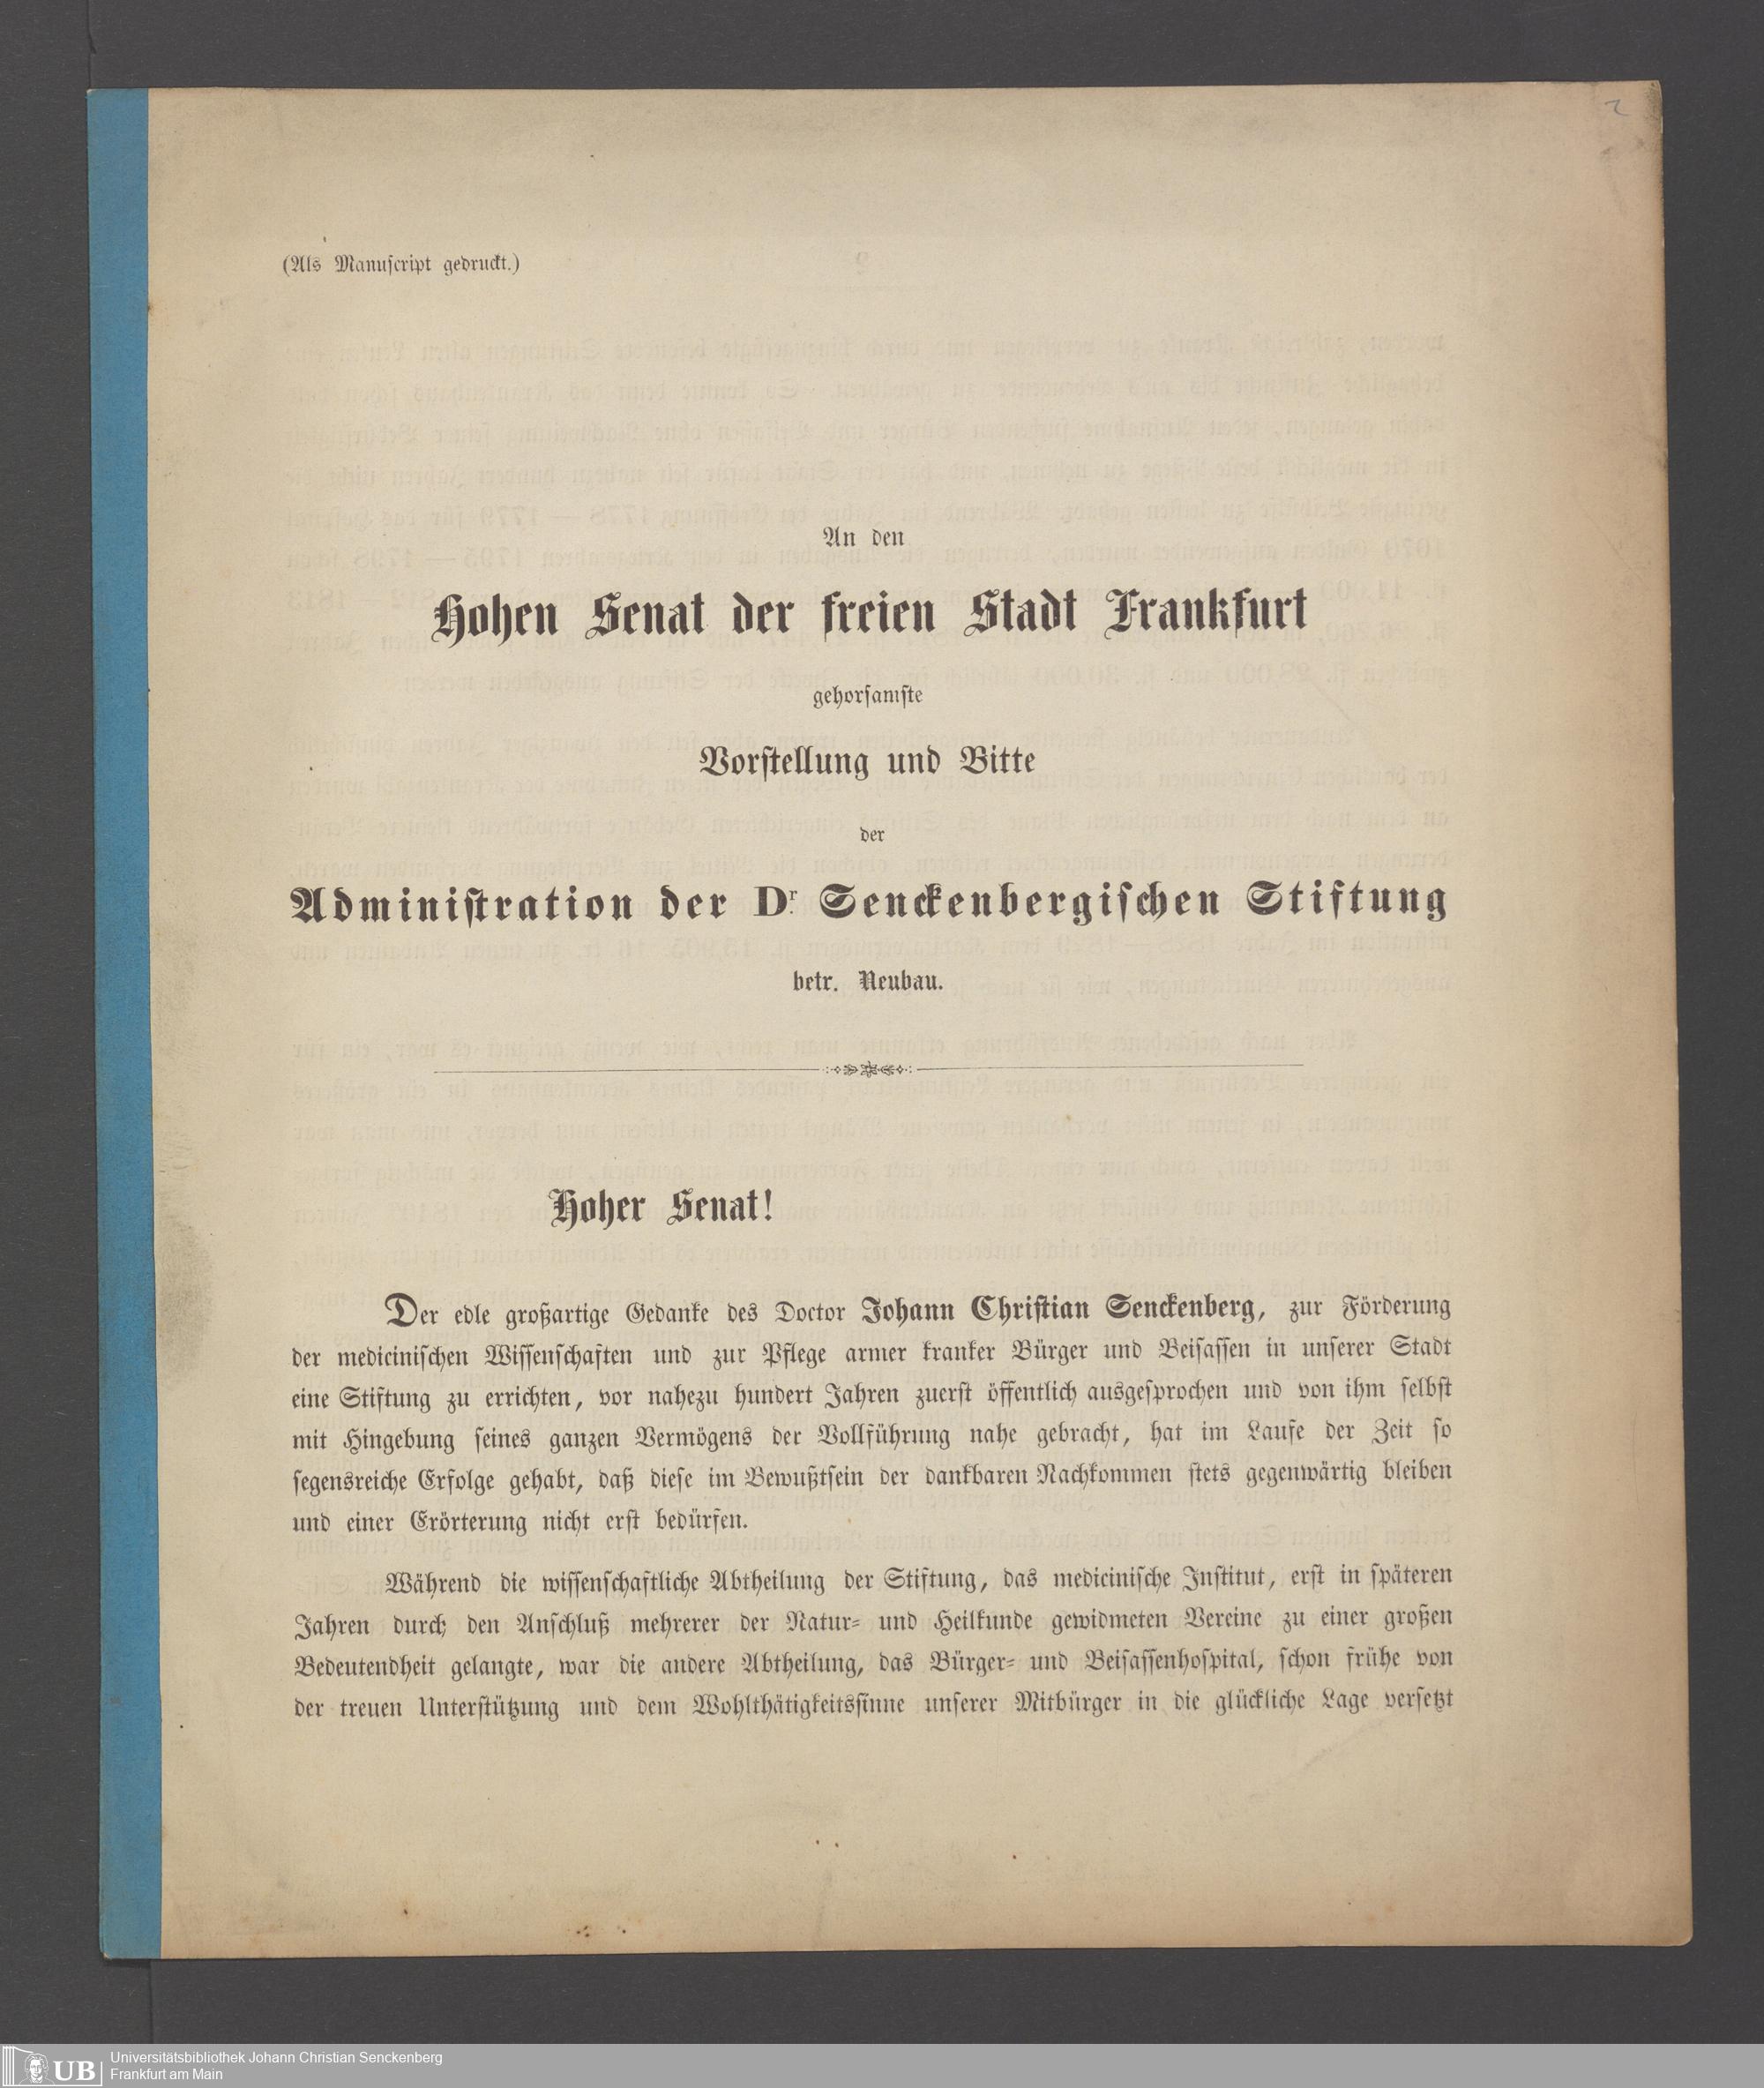 (Als Manuscript gedruckt.)
An den
Hohen Senat der freien Stadt Frankfurt
gehorsamste
Vorstellung und Bitte
der
Administration der Dr. Senckenbergischen Stiftung
betr. Neubau.
Hoher Senat!
Der edle großartige Gedanke des Doctor Johann Christian Senckenberg, zur Förderung
der medicinischen Wissenschaften und zur Pflege armer kranker Bürger und Beisassen in unserer Stadt
eine Stiftung zu errichten, vor nahezu hundert Jahren zuerst öffentlich ausgesprochen und von ihm selbst
mit Hingebung seines ganzen Vermögens der Vollführung nahe gebracht, hat im Laufe der Zeit so
segensreiche Erfolge gehabt, daß diese im Bewußtsein der dankbaren Nachkommen stets gegenwärtig bleiben
und einer Erörterung nicht erst bedürfen.
Während die wissenschaftliche Abtheilung der Stiftung, das medicinische Institut, erst in späteren
Jahren durch den Anschluß mehrerer der Natur- und Heilkunde gewidmeten Vereine zu einer großen
Bedeutendheit gelangte, war die andere Abtheilung, das Bürger- und Beisassenhospital, schon frühe von
der treuen Unterstützung und dem Wohlthätigkeitssinne unserer Mitbürger in die glückliche Lage versetzt
UB
Universitätsbibliothek Johann Christian Senckenberg
Frankfurt am Main